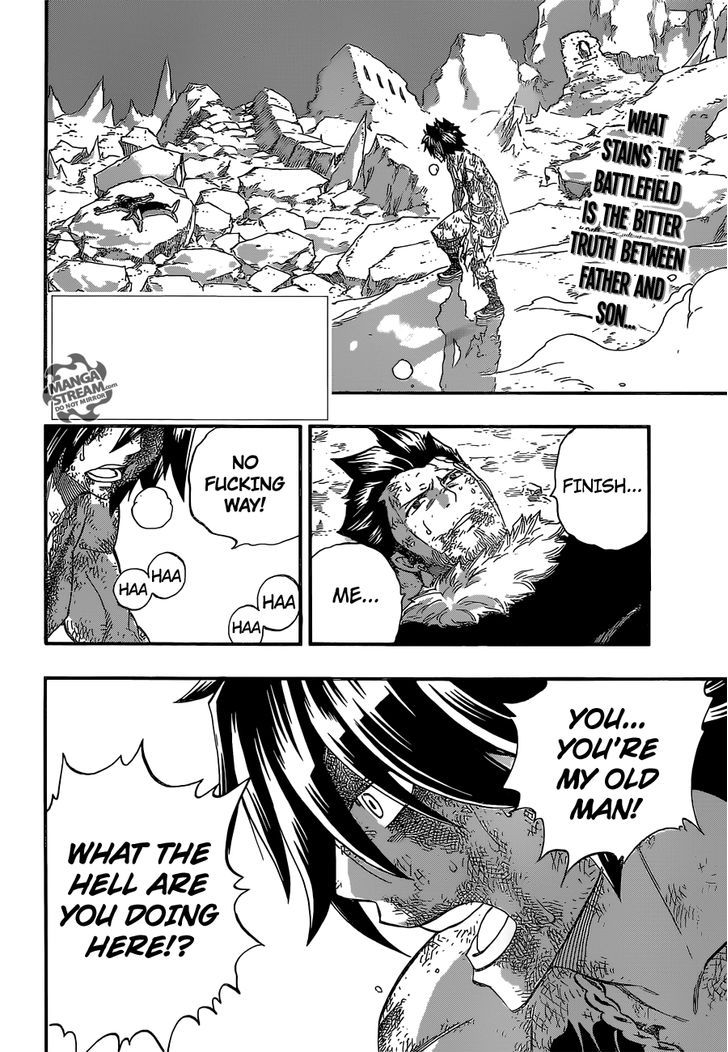 WHAT
STAINS THE
BATTLEFIELD
IS THE BITTER
TRUTH BETWEEN
FATHER AND
SON...
MANGA
STREAM.com
DO NOT MIRROR
FINISH...
ME...
NO
FUCKING
WAY!
HAA
HAA
HAA
HAA
YOU...
YOU'RE
MY OLD
MAN!
WHAT THE
HELL ARE
YOU DOING
HERE!?